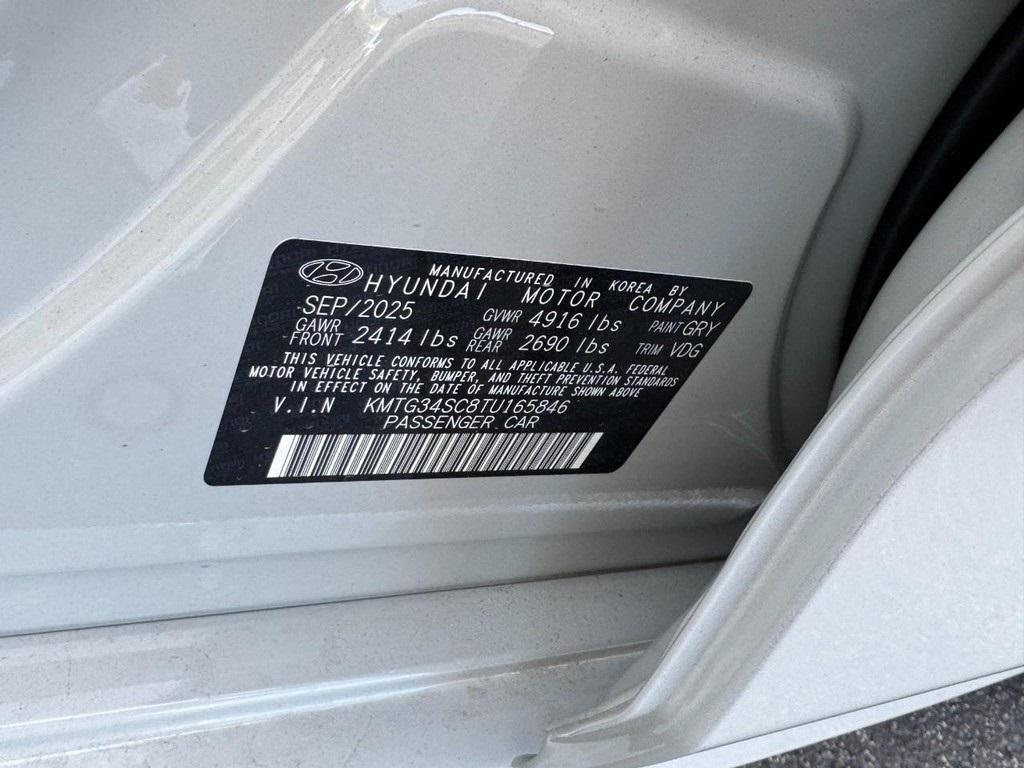 MANUFACTURED IN KOREA BY
HYUNDAI MOTOR COMPANY
SEP/2025 GVWR 4916 lbs PAINT GRY
GAWR FRONT 2414 lbs GAWR REAR 2690 lbs TRIM VDG
THIS VEHICLE CONFORMS TO ALL APPLICABLE U.S.A. FEDERAL
MOTOR VEHICLE SAFETY, BUMPER, AND THEFT PREVENTION STANDARDS
IN EFFECT ON THE DATE OF MANUFACTURE SHOWN ABOVE
V.I.N KMTG34SC8TU165846
PASSENGER CAR